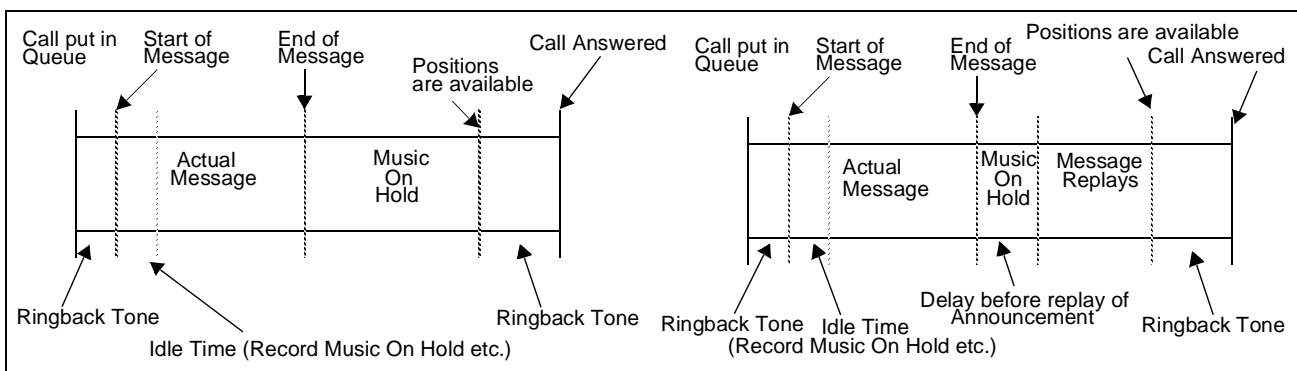 Call put in
Queue
Start of
Message
End of
Message
Positions
are available
Call Answered
Actual
Message
Music
On
Hold
Ringback Tone
Idle Time (Record Music On Hold etc.)
Ringback Tone
Call put in
Queue
Start of
Message
End of
Message
Positions are available
Call Answered
Actual
Message
Music
On
Hold
Message
Replays
Ringback Tone
Idle Time
(Record Music On Hold etc.)
Delay before replay of
Announcement
Ringback Tone